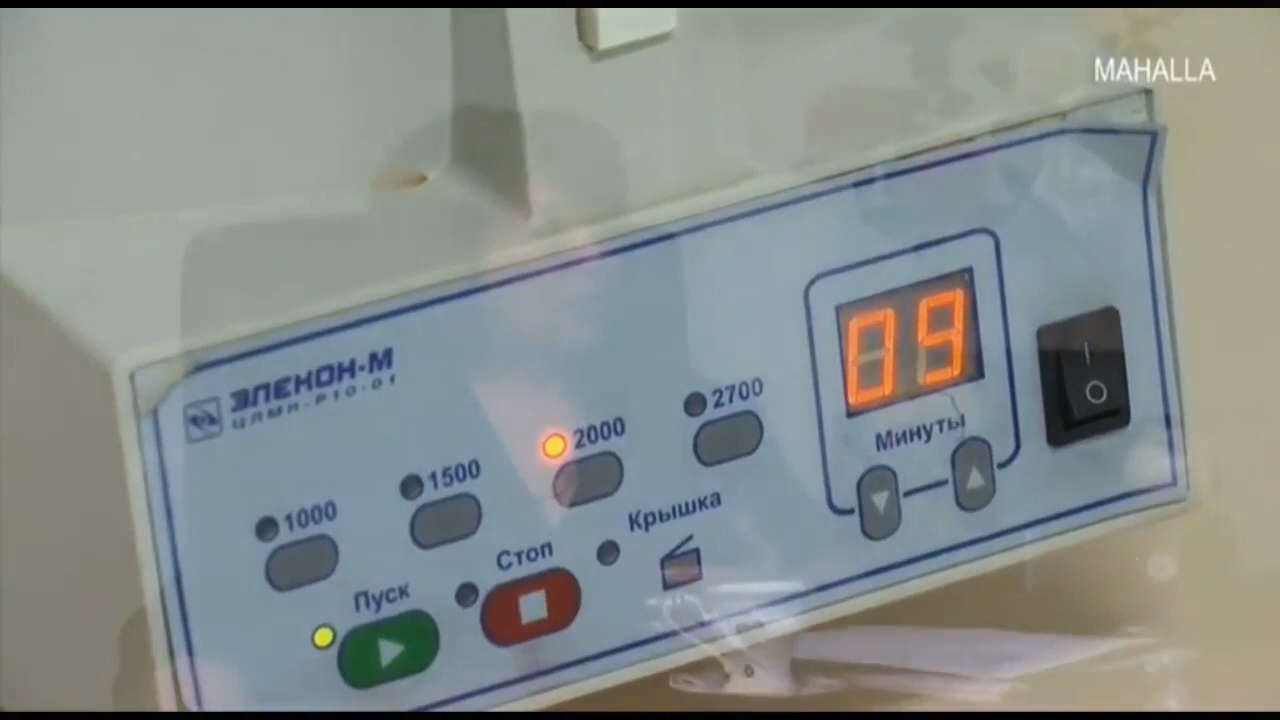 MAHALLA
ЭЛЕКОН-М
ЦЛМН-Р10-01
09
Минуты
2700
2000
1500
1000
Крышка
Стоп
Пуск